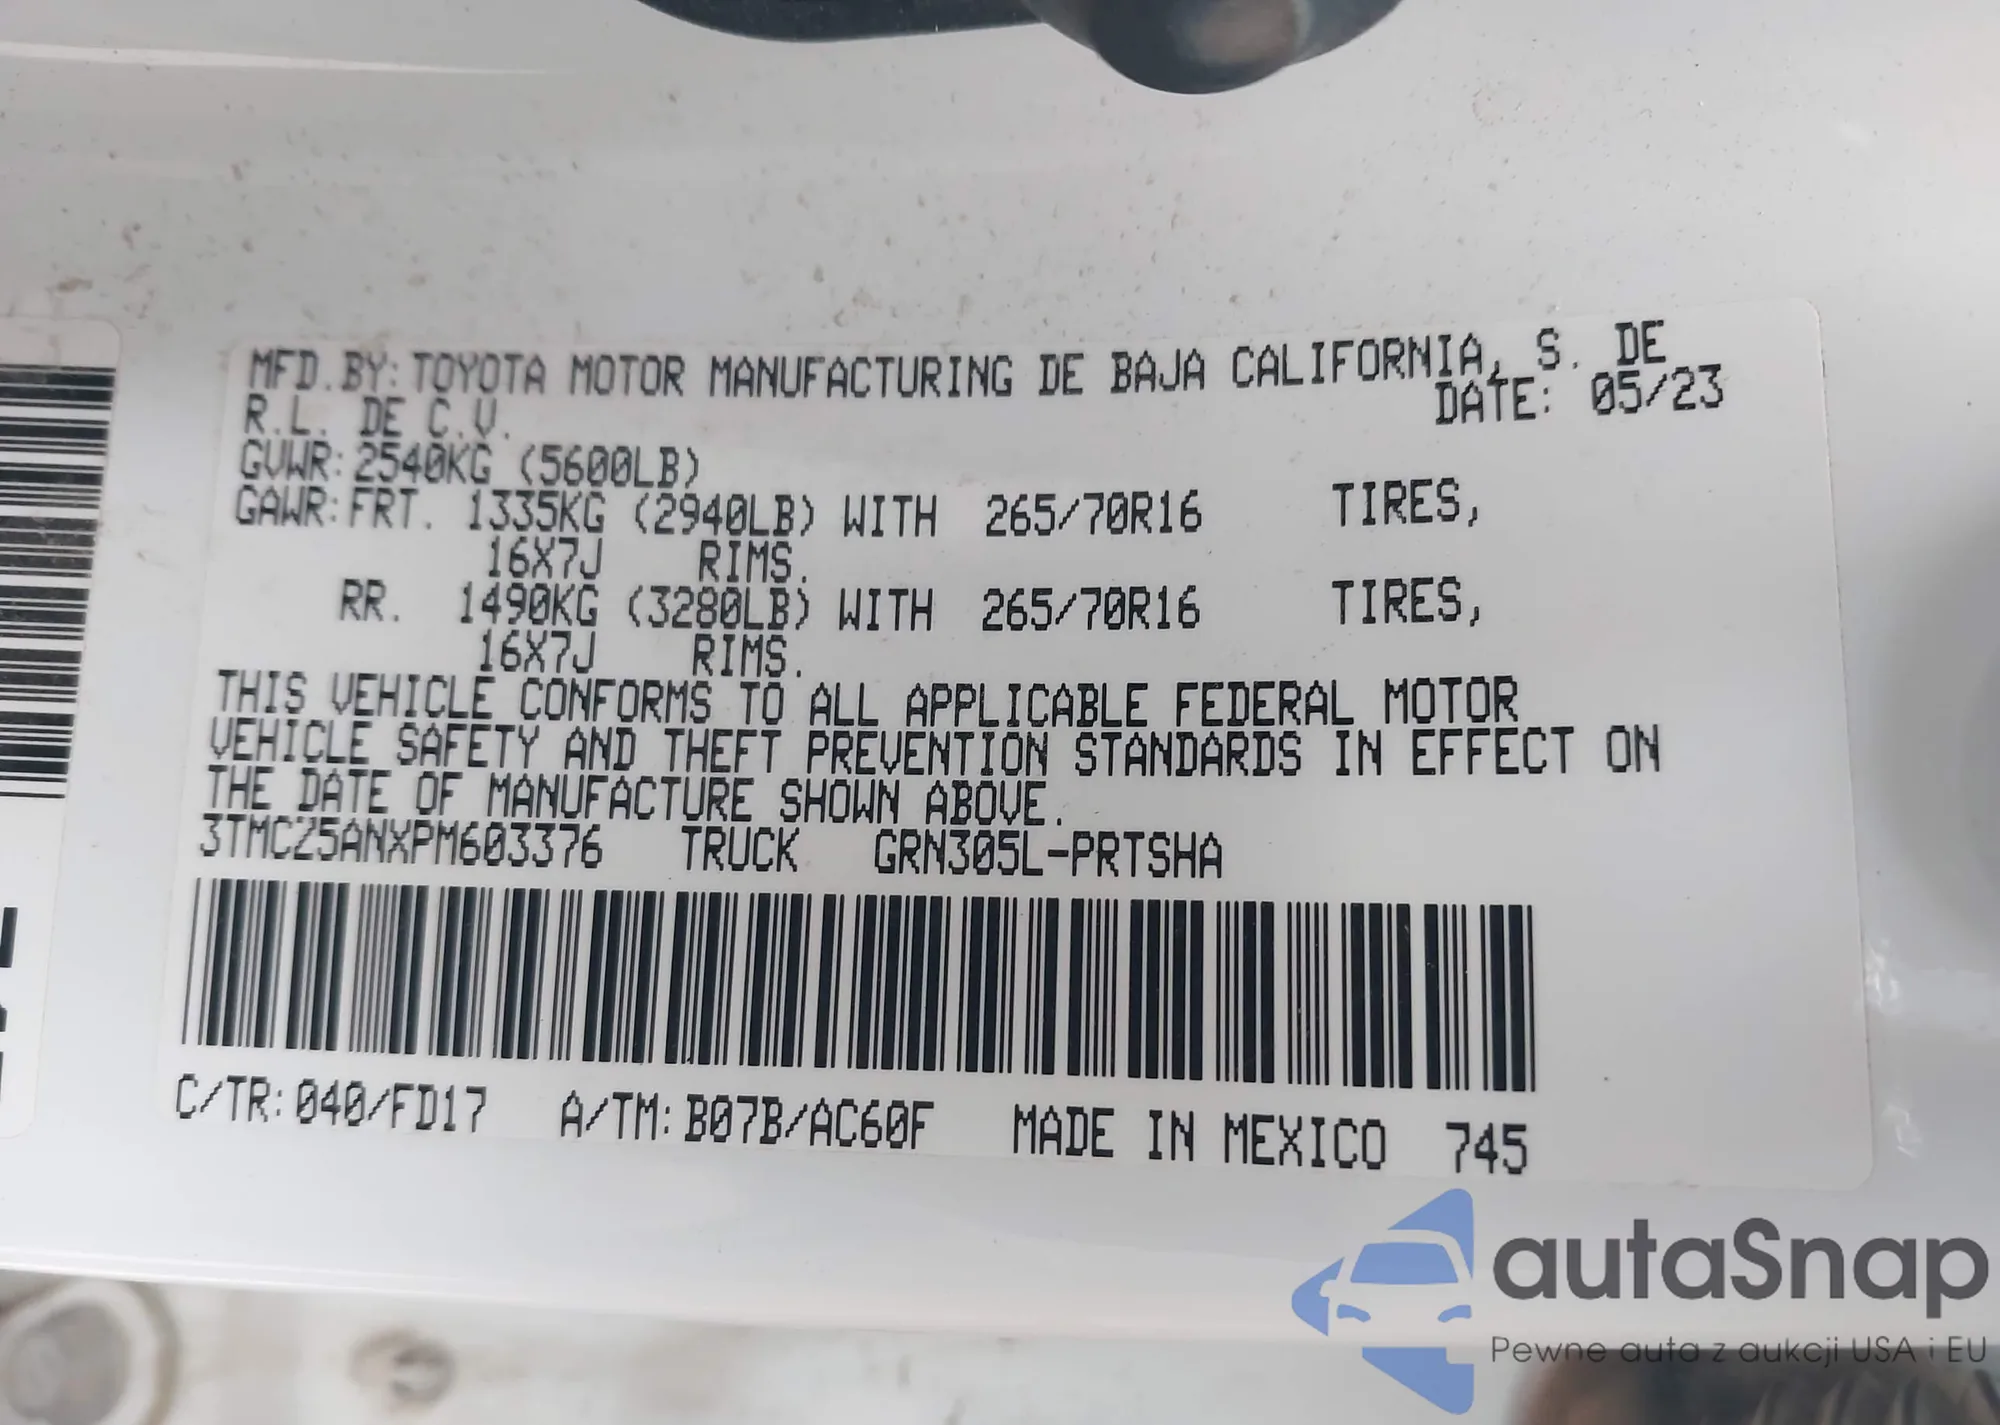 MFD.BY:TOYOTA MOTOR MANUFACTURING DE BAJA CALIFORNIA, S. DE
R.L. DE C.V. DATE: 05/23
GVWR:2540KG (5600LB)
GAWR:FRT. 1335KG (2940LB) WITH 265/70R16 TIRES,
16X7J RIMS.
RR. 1490KG (3280LB) WITH 265/70R16 TIRES,
16X7J RIMS.
THIS VEHICLE CONFORMS TO ALL APPLICABLE FEDERAL MOTOR
VEHICLE SAFETY AND THEFT PREVENTION STANDARDS IN EFFECT ON
THE DATE OF MANUFACTURE SHOWN ABOVE.
3TMCZ5ANXPM603376 TRUCK GRN305L-PRTSHA
C/TR:040/FD17 A/TM:B07B/AC60F MADE IN MEXICO 745
autaSnap
Pewne auta z aukcji USA i EU